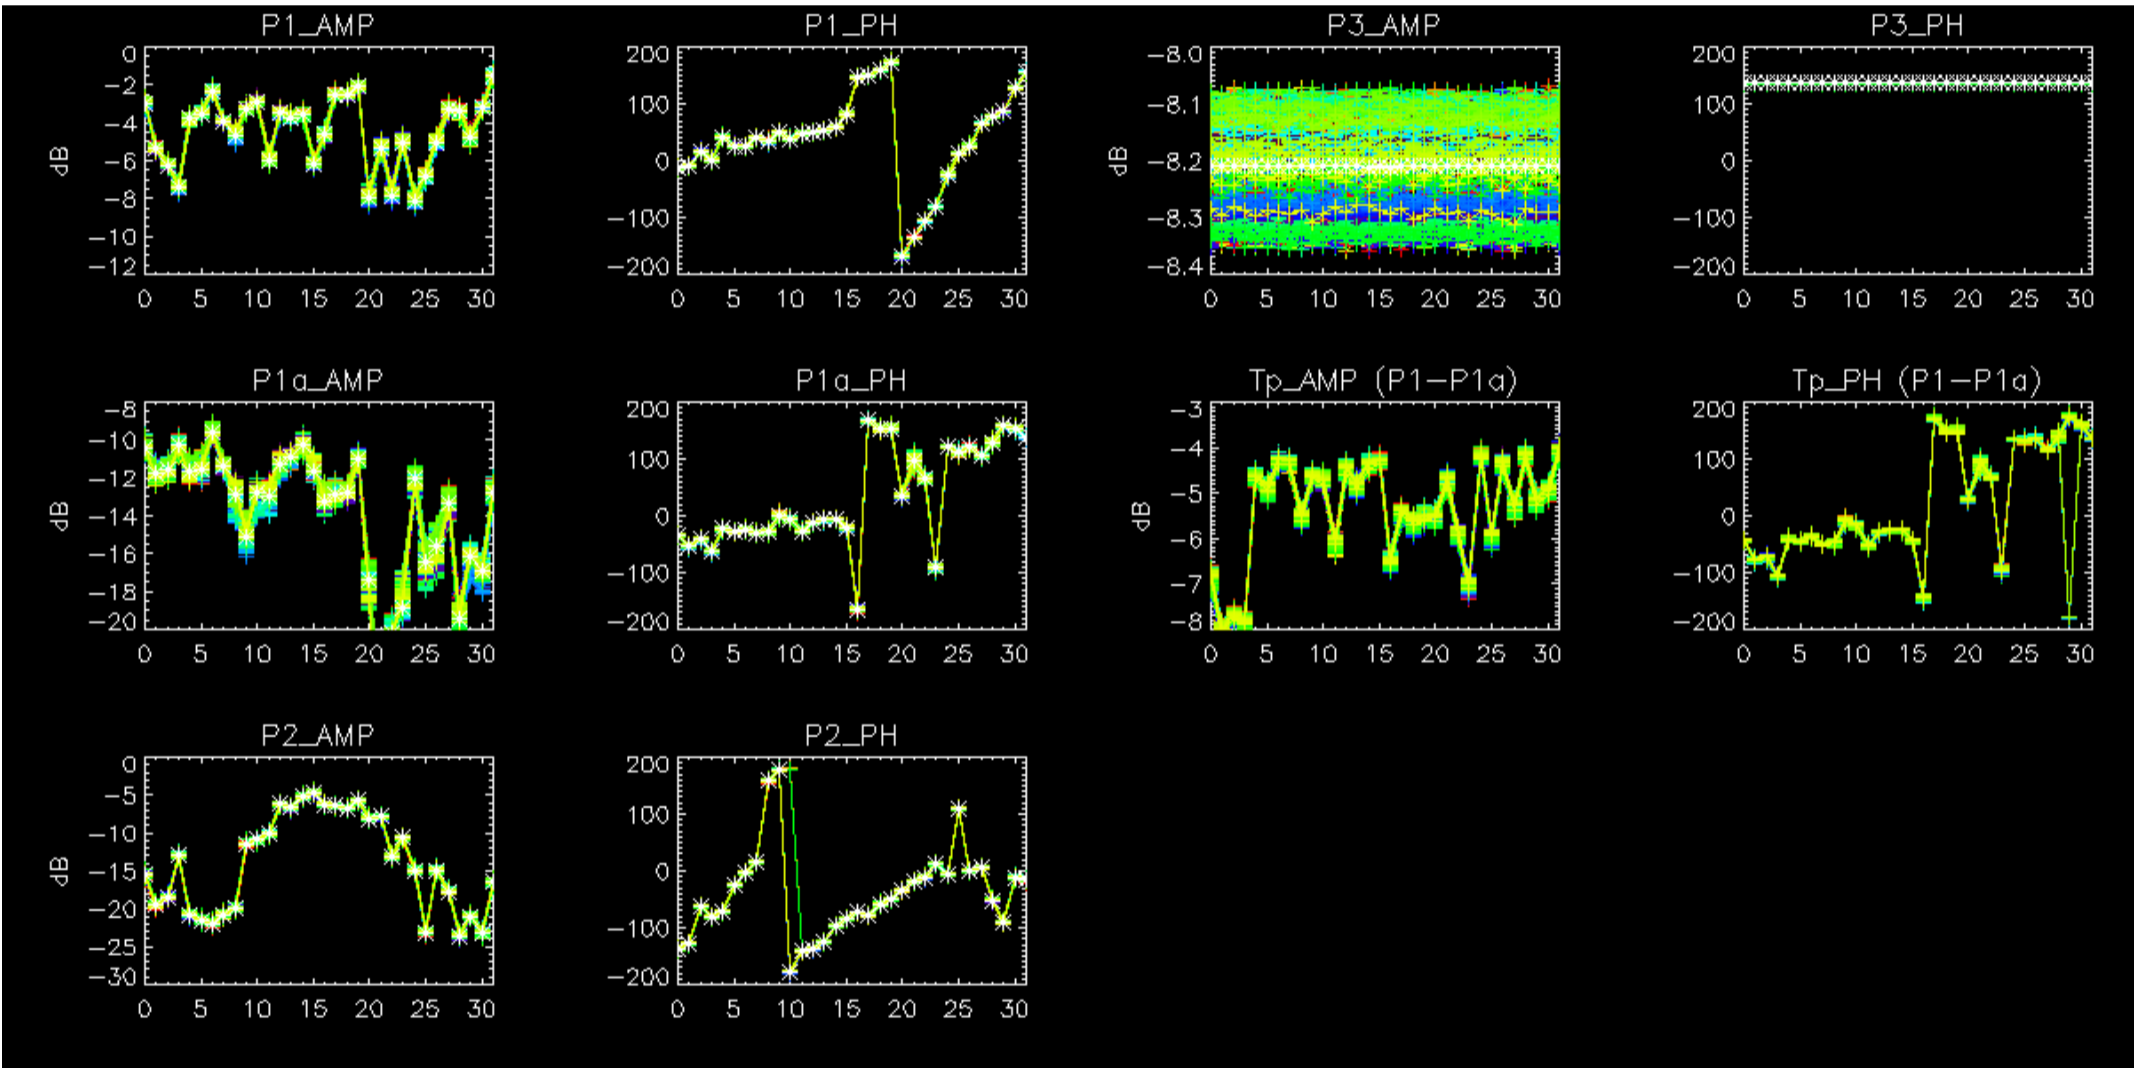 P1_AMP
0
−2
−4
−6
−8
−10
−12
dB
0 5 10 15 20 25 30
P1_PH
200
100
0
−100
−200
0 5 10 15 20 25 30
P3_AMP
−8.0
−8.1
−8.2
−8.3
−8.4
dB
0 5 10 15 20 25 30
P3_PH
200
100
0
−100
−200
0 5 10 15 20 25 30
P1a_AMP
−8
−10
−12
−14
−16
−18
−20
dB
0 5 10 15 20 25 30
P1a_PH
200
100
0
−100
−200
0 5 10 15 20 25 30
Tp_AMP (P1−P1a)
−3
−4
−5
−6
−7
−8
dB
0 5 10 15 20 25 30
Tp_PH (P1−P1a)
200
100
0
−100
−200
0 5 10 15 20 25 30
P2_AMP
0
−5
−10
−15
−20
−25
−30
dB
0 5 10 15 20 25 30
P2_PH
200
100
0
−100
−200
0 5 10 15 20 25 30